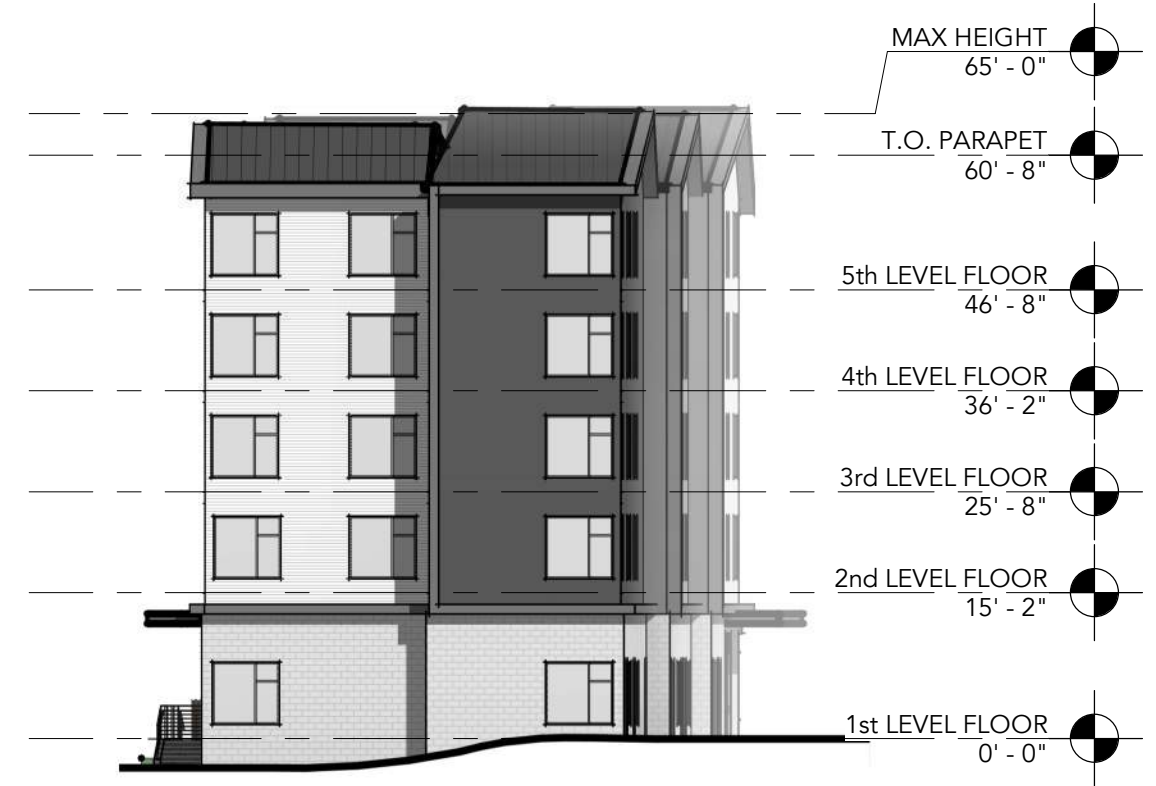 MAX HEIGHT
65' - 0"
T.O. PARAPET
60' - 8"
5th LEVEL FLOOR
46' - 8"
4th LEVEL FLOOR
36' - 2"
3rd LEVEL FLOOR
25' - 8"
2nd LEVEL FLOOR
15' - 2"
1st LEVEL FLOOR
0' - 0"